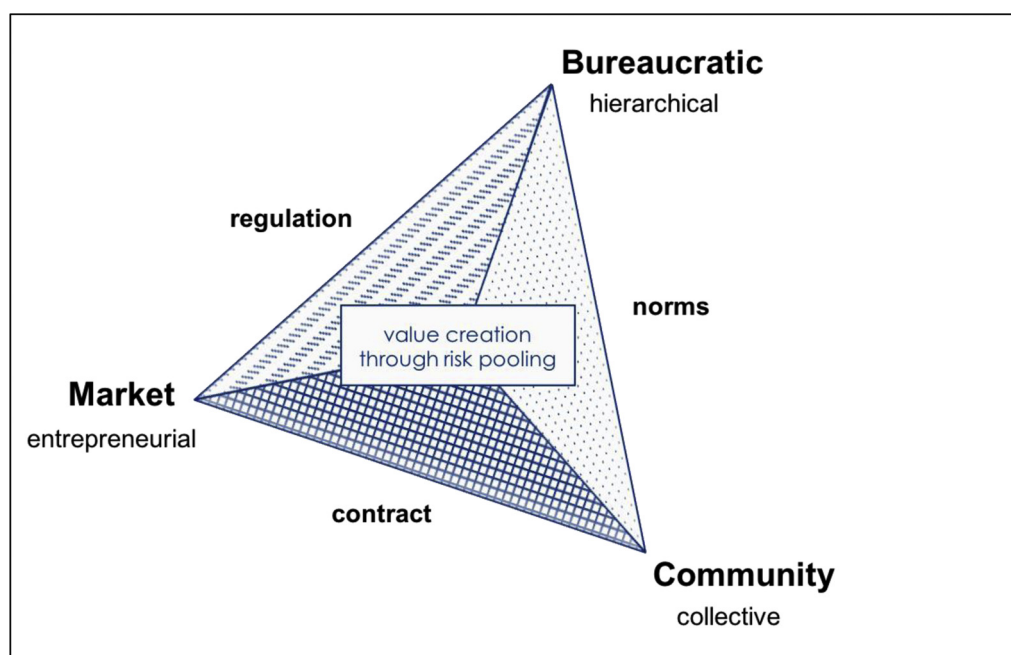 Bureaucratic
hierarchical
regulation
norms
value creation
through risk pooling
Market
entrepreneurial
contract
Community
collective